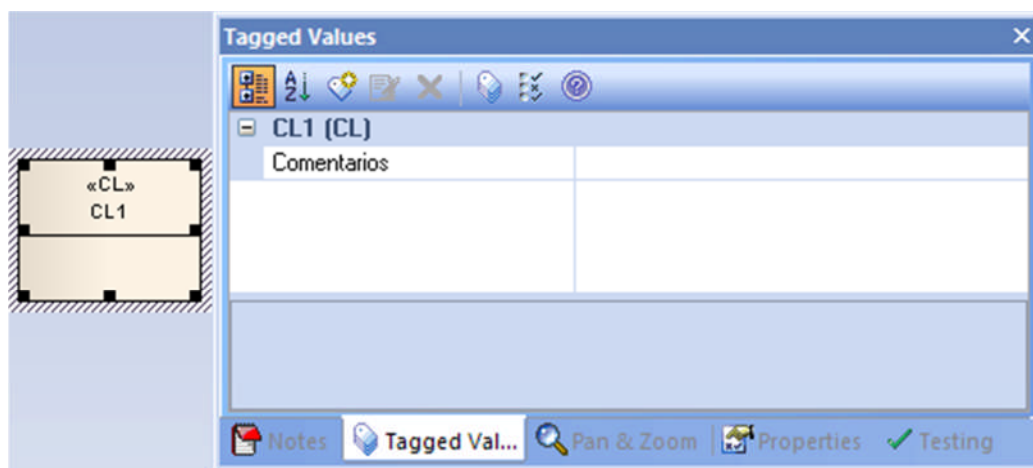 Tagged Values
CL1 (CL)
Comentarios
«CL»
CL1
Notes
Tagged Val...
Pan & Zoom
Properties
Testing